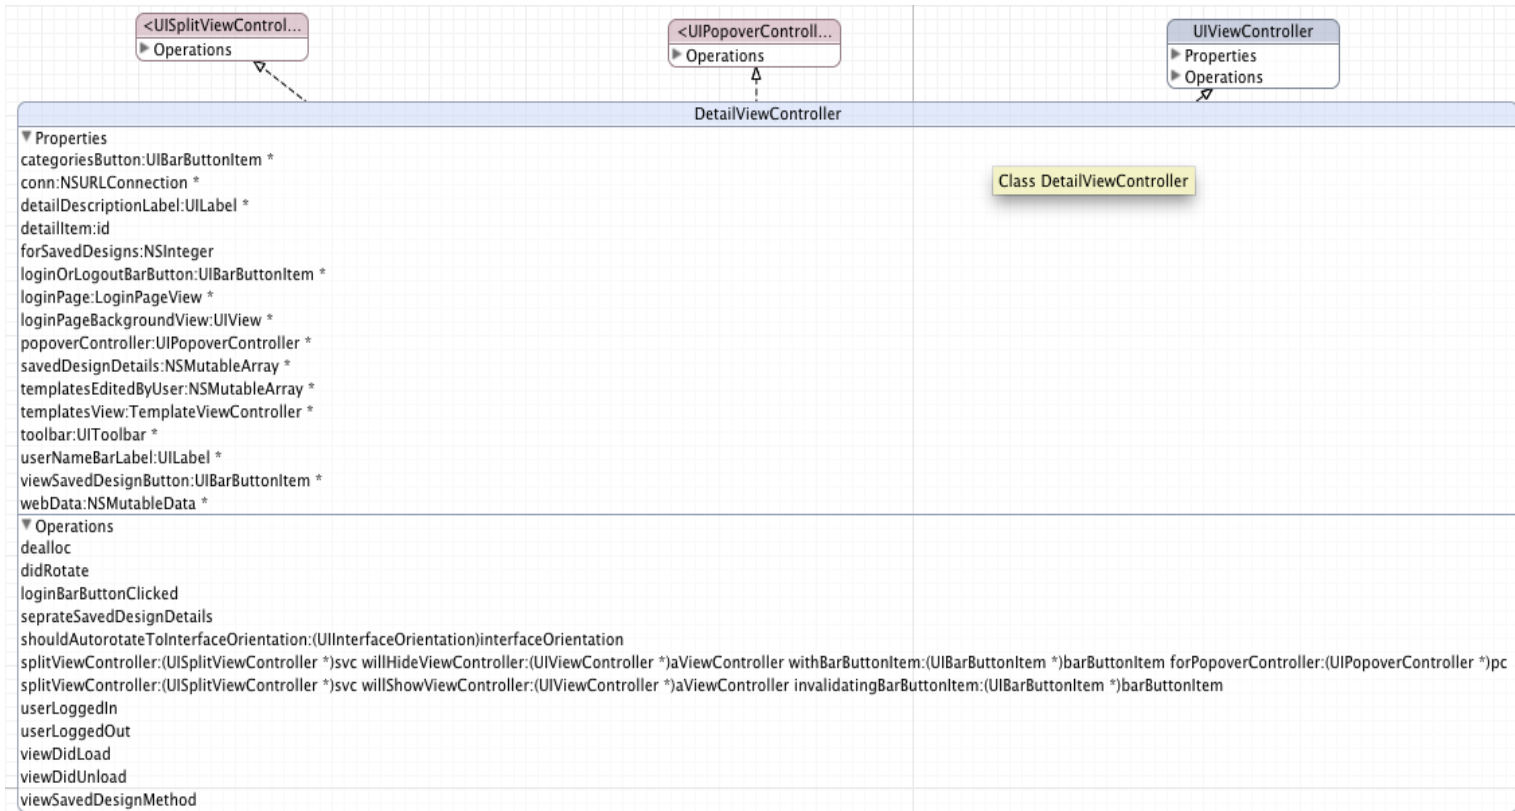 <UISplitViewControl...
Operations
<UIPopoverControll...
Operations
UIViewController
Properties
Operations
DetailViewController
Properties
categoriesButton:UIBarButtonItem *
conn:NSURLConnection *
Class DetailViewController
detailDescriptionLabel:UILabel *
detailItem:id
forSavedDesigns:NSInteger
loginOrLogoutBarButton:UIBarButtonItem *
loginPage:LoginPageView *
loginPageBackgroundView:UIView *
popoverController:UIPopoverController *
savedDesignDetails:NSMutableArray *
templatesEditedByUser:NSMutableArray *
templatesView:TemplateViewController *
toolbar:UIToolbar *
userNameBarLabel:UILabel *
viewSavedDesignButton:UIBarButtonItem *
webData:NSMutableData *
Operations
dealloc
didRotate
loginBarButtonClicked
seprateSavedDesignDetails
shouldAutorotateToInterfaceOrientation:(UIInterfaceOrientation)interfaceOrientation
splitViewController:(UISplitViewController *)svc willHideViewController:(UIViewController *)aViewController withBarButtonItem:(UIBarButtonItem *)barButtonItem forPopoverController:(UIPopoverController *)pc
splitViewController:(UISplitViewController *)svc willShowViewController:(UIViewController *)aViewController invalidatingBarButtonItem:(UIBarButtonItem *)barButtonItem
userLoggedIn
userLoggedOut
viewDidLoad
viewDidUnload
viewSavedDesignMethod